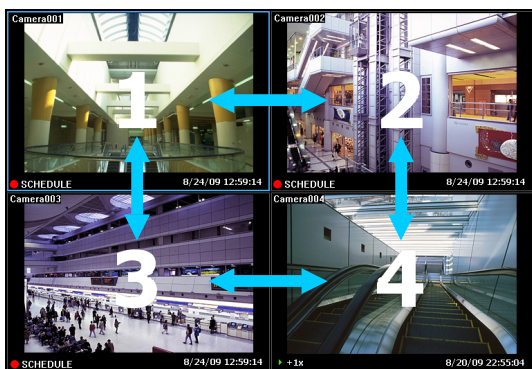 Camera001
Camera002
1
2
SCHEDULE 8/24/09 12:59:14
SCHEDULE 8/24/09 12:59:14
Camera003
Camera004
3
4
SCHEDULE 8/24/09 12:59:14
+1x 8/20/09 22:55:04